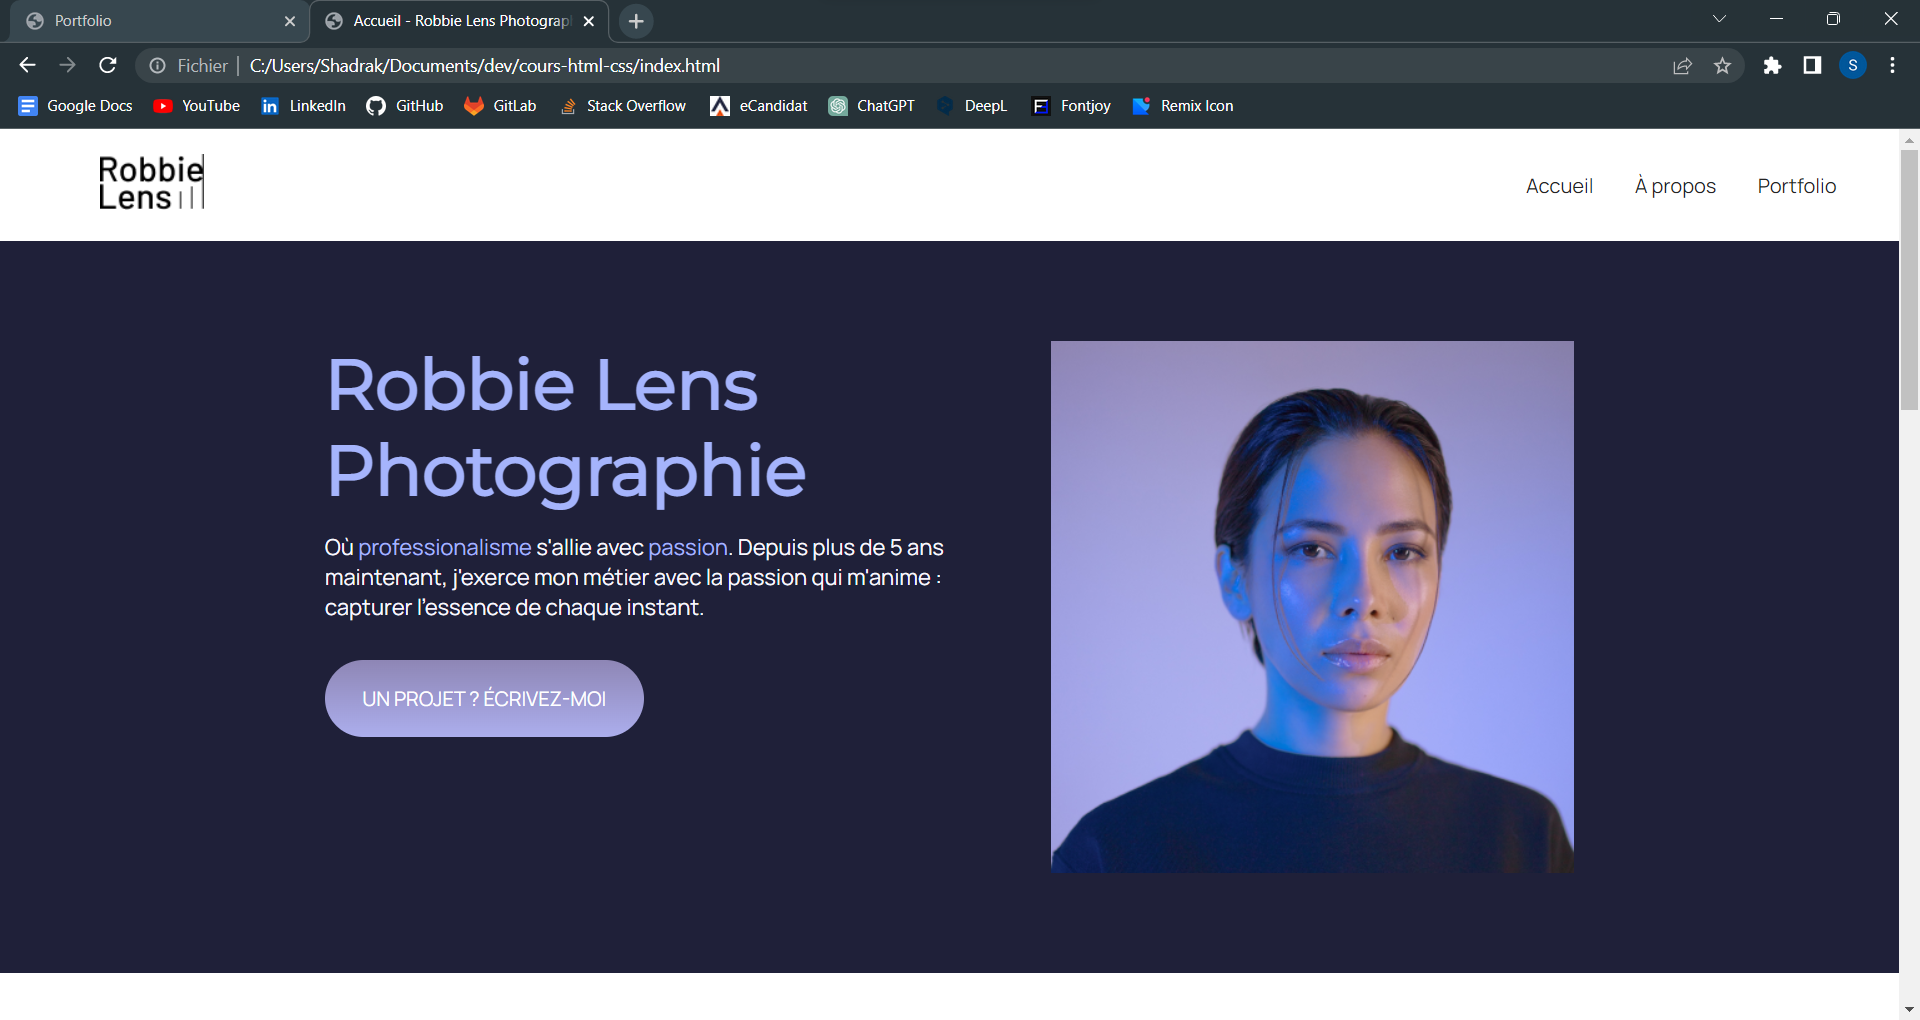 Portfolio
Accueil - Robbie Lens Photograp
Fichier
C:/Users/Shadrak/Documents/dev/cours-html-css/index.html
S
Google Docs
YouTube
LinkedIn
GitHub
GitLab
Stack Overflow
eCandidat
ChatGPT
DeepL
Fontjoy
Remix Icon
Robbie
Lens
Accueil
À propos
Portfolio
Robbie Lens
Photographie
Où professionalisme s'allie avec passion. Depuis plus de 5 ans
maintenant, j'exerce mon métier avec la passion qui m'anime :
capturer l'essence de chaque instant.
UN PROJET ? ÉCRIVEZ-MOI